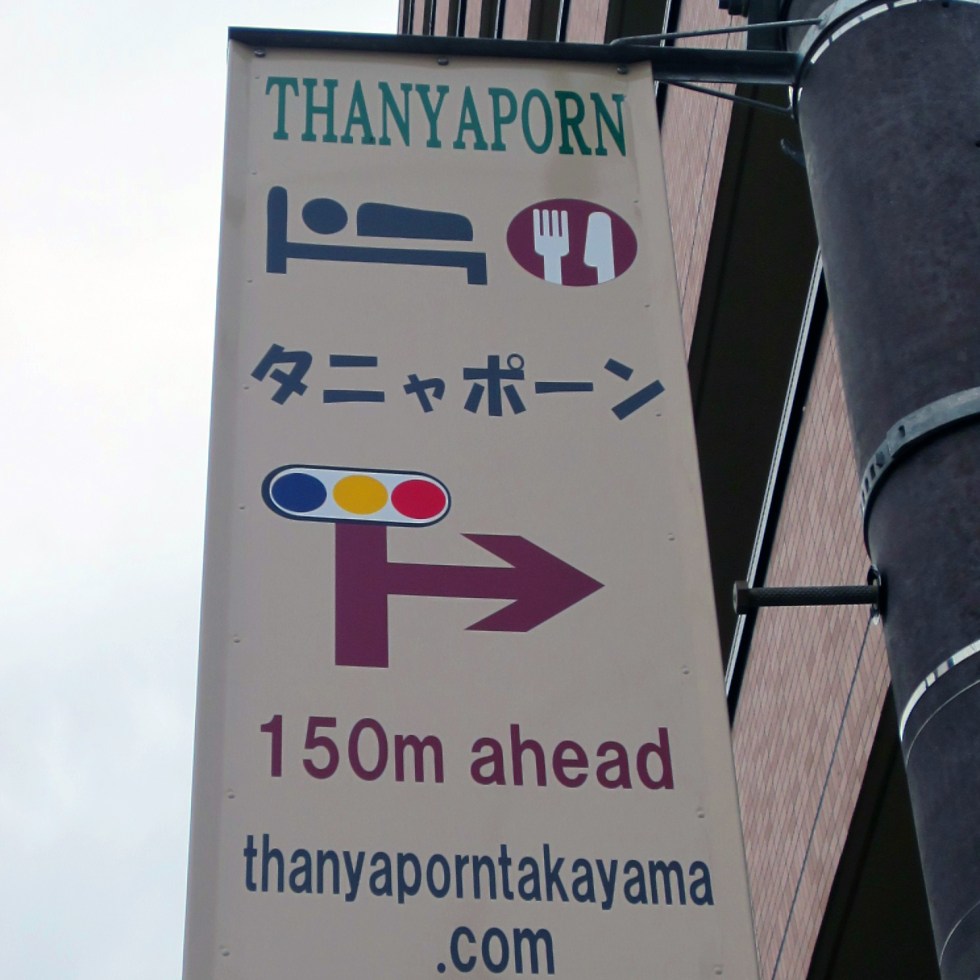 THANYAPORN
タニャポーン
150m ahead
thanyaporntakayama
.com